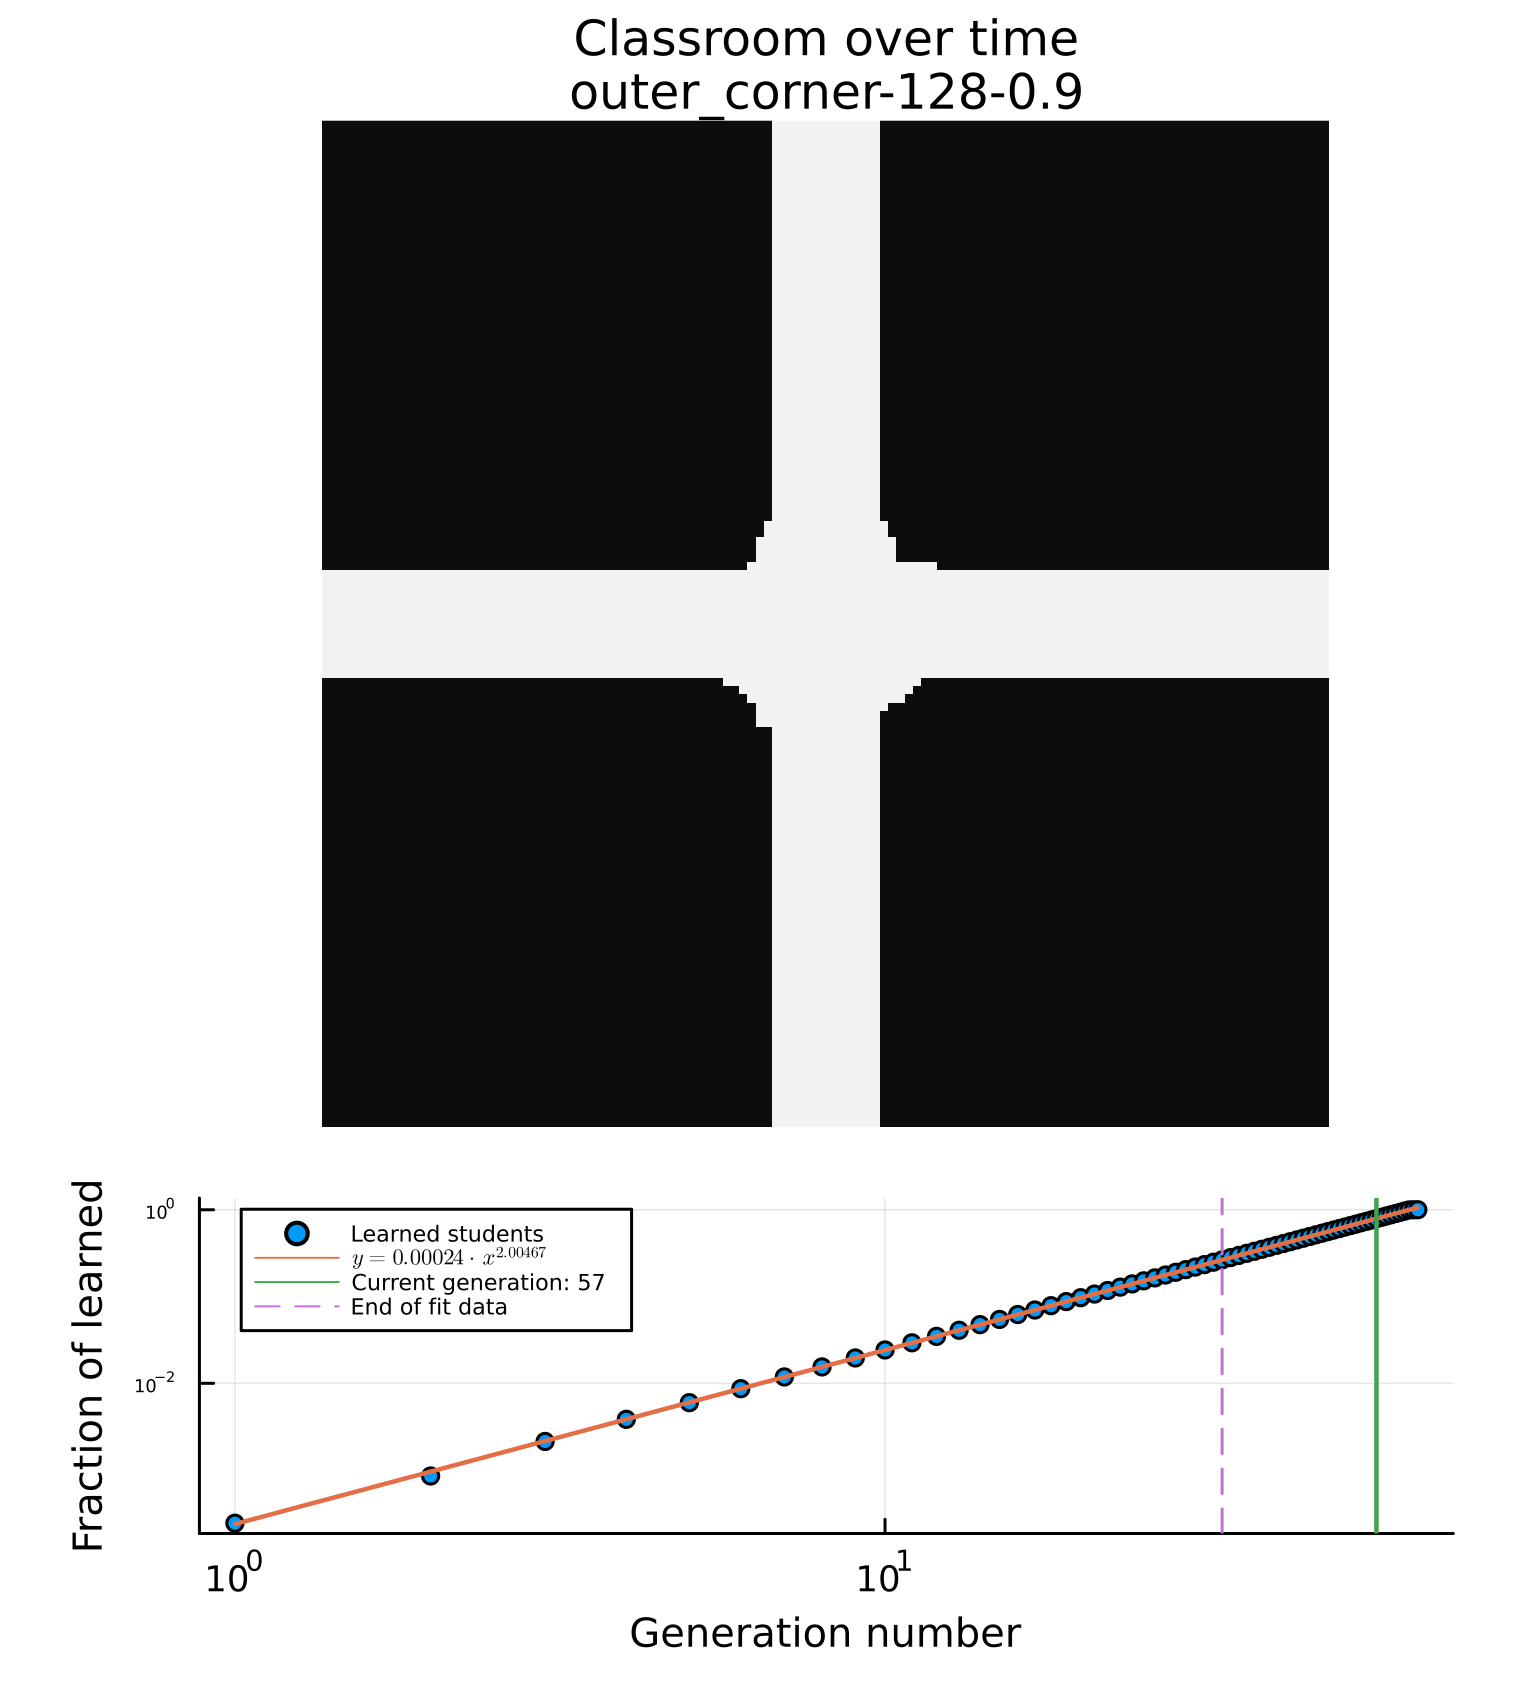 Classroom over time
outer_corner-128-0.9
Fraction of learned
10^0
10^-2
Learned students
y = 0.00024 · x^2.00467
Current generation: 57
End of fit data
10^0
10^1
Generation number